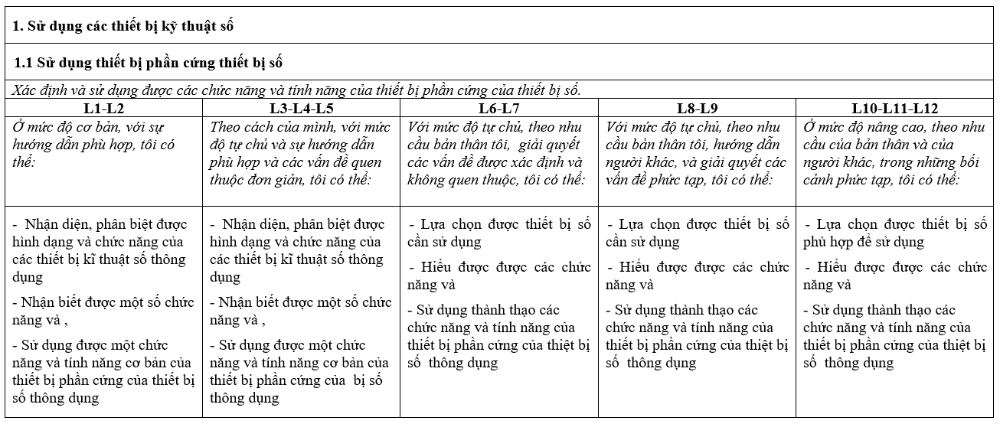 1. Sử dụng các thiết bị kỹ thuật số
1.1 Sử dụng thiết bị phần cứng thiết bị số
Xác định và sử dụng được các chức năng và tính năng của thiết bị phần cứng của thiết bị số.
L1-L2
L3-L4-L5
L6-L7
L8-L9
L10-L11-L12
Ở mức độ cơ bản, với sự
hướng dẫn phù hợp, tôi có
thể:
Theo cách của mình, với mức
độ tự chủ và sự hướng dẫn
phù hợp và các vấn đề quen
thuộc đơn giản, tôi có thể:
Với mức độ tự chủ, theo nhu
cầu bản thân tôi, giải quyết
các vấn đề được xác định và
không quen thuộc, tôi có thể:
Với mức độ tự chủ, theo nhu
cầu bản thân tôi, hướng dẫn
người khác, và giải quyết các
vấn đề phức tạp, tôi có thể:
Ở mức độ nâng cao, theo nhu
cầu của bản thân và của
người khác, trong những bối
cảnh phức tạp, tôi có thể:
- Nhận diện, phân biệt được
hình dạng và chức năng của
các thiết bị kĩ thuật số thông
dụng
- Nhận biết được một số chức
năng và ,
- Sử dụng được một chức
năng và tính năng cơ bản của
thiết bị phần cứng của thiết bị
số thông dụng
- Nhận diện, phân biệt được
hình dạng và chức năng của
các thiết bị kĩ thuật số thông
dụng
- Nhận biết được một số chức
năng và ,
- Sử dụng được một chức
năng và tính năng cơ bản của
thiết bị phần cứng của bị số
thông dụng
- Lựa chọn được thiết bị số
cần sử dụng
- Hiểu được được các chức
năng và
- Sử dụng thành thạo các
chức năng và tính năng của
thiết bị phần cứng của thiệt bị
số thông dụng
- Lựa chọn được thiết bị số
cần sử dụng
- Hiểu được được các chức
năng và
- Sử dụng thành thạo các
chức năng và tính năng của
thiết bị phần cứng của thiệt bị
số thông dụng
- Lựa chọn được thiết bị số
phù hợp để sử dụng
- Hiểu được được các chức
năng và
- Sử dụng thành thạo các
chức năng và tính năng của
thiết bị phần cứng của thiệt bị
số thông dụng